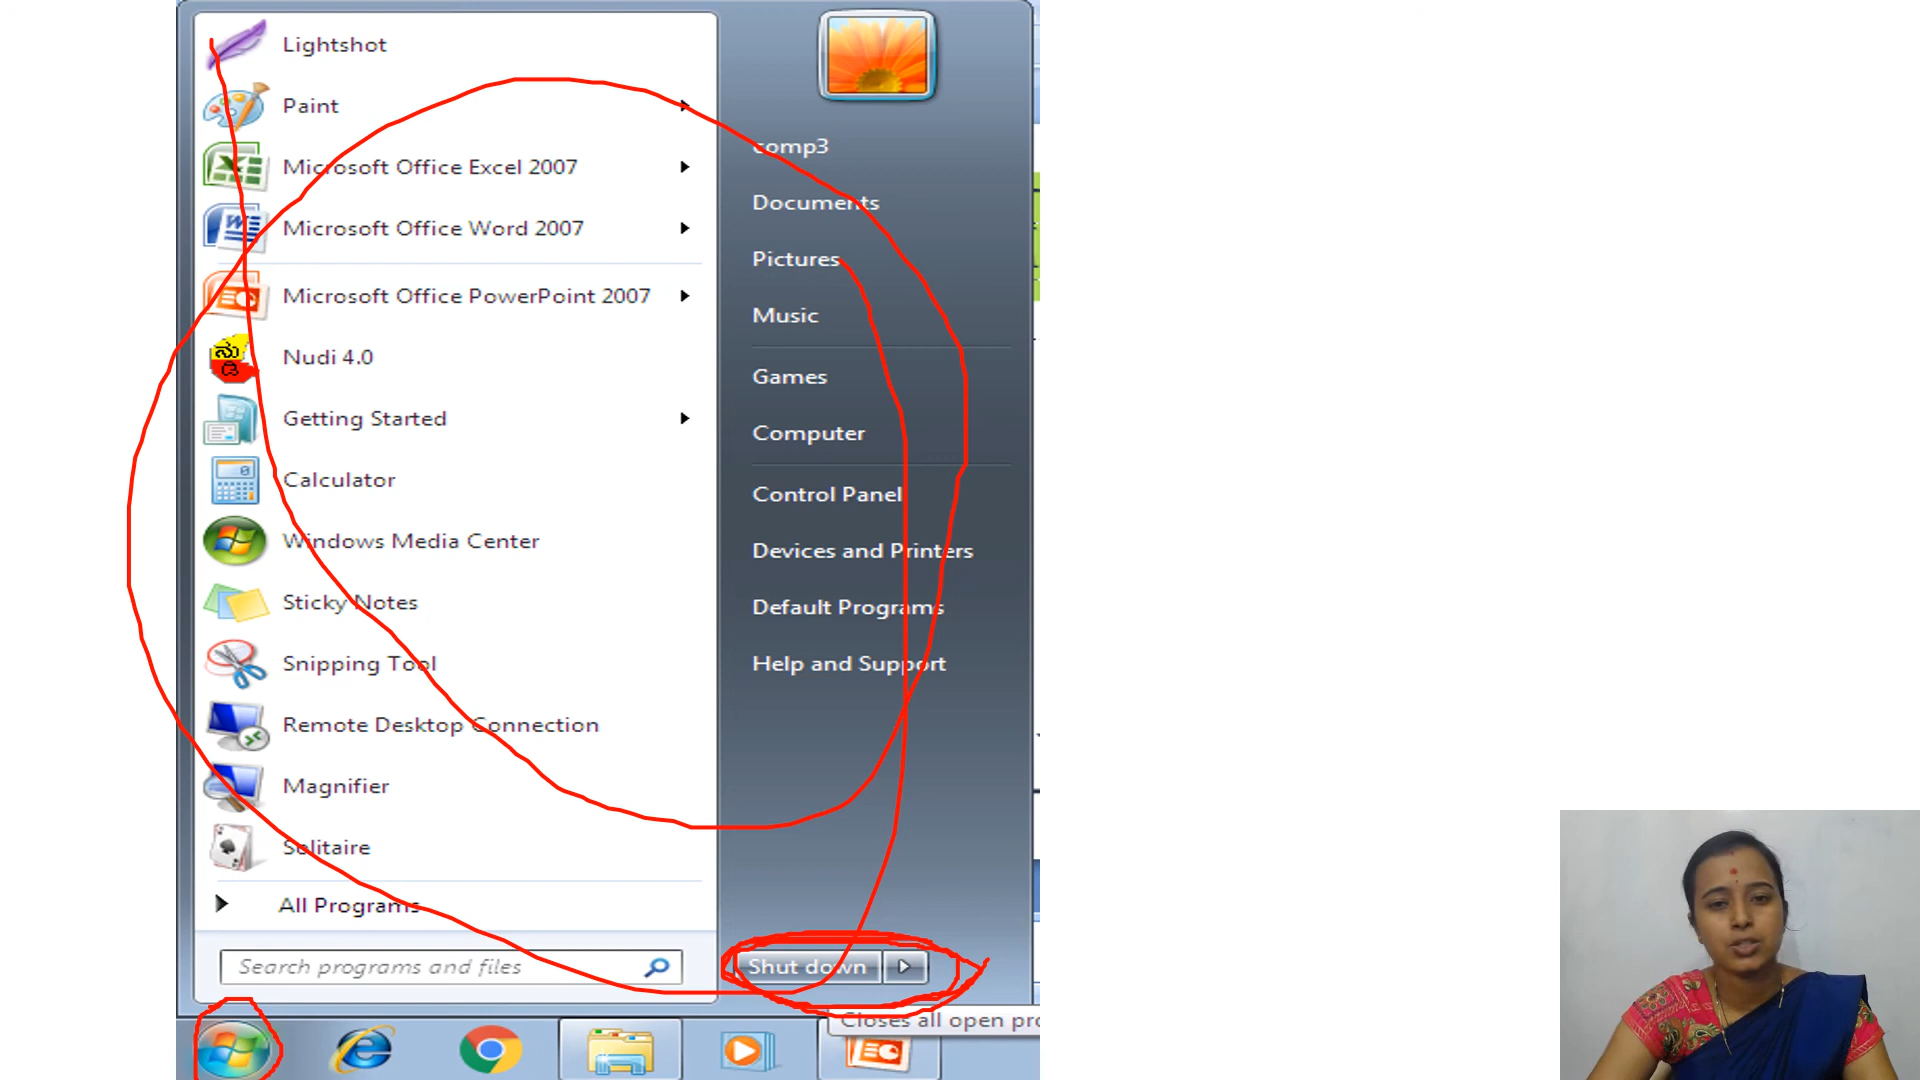 Lightshot
Paint
Microsoft Office Excel 2007
Microsoft Office Word 2007
Microsoft Office PowerPoint 2007
ನುಡಿ
Nudi 4.0
Getting Started
Calculator
Windows Media Center
Sticky Notes
Snipping Tool
Remote Desktop Connection
Magnifier
Solitaire
All Programs
Search programs and files
comp3
Documents
Pictures
Music
Games
Computer
Control Panel
Devices and Printers
Default Programs
Help and Support
Shut down
Closes all open pro